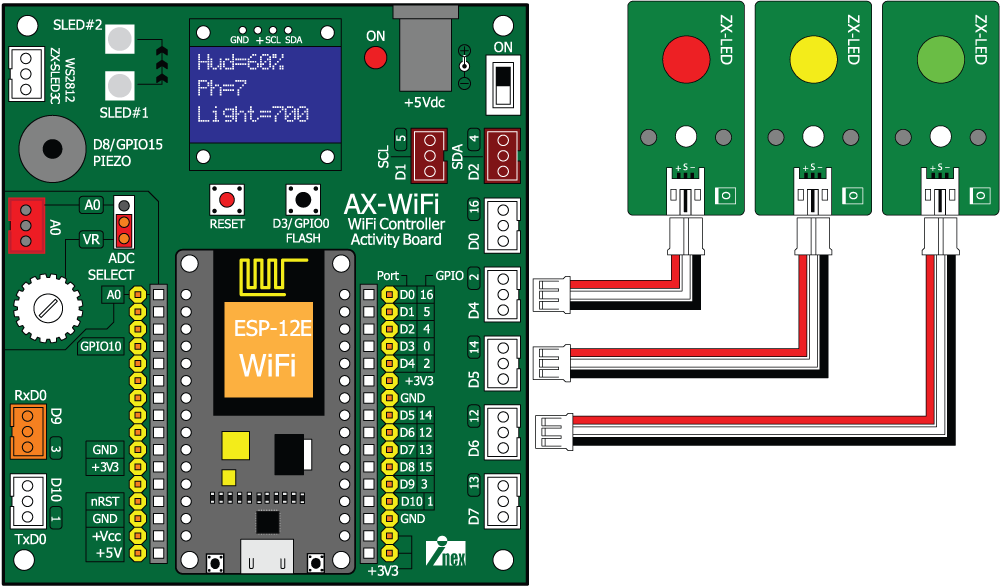 SLED#2
ZX-SLED3C
WS2812
SLED#1
GND + SCL SDA
Hud=60%
Ph=7
Light=700
ON
+5Vdc
ON
D8/GPIO15
PIEZO
SCL
D1
5
SDA
D2
4
A0
A0
VR
ADC
SELECT
A0
GPIO10
RESET
D3/GPIO0
FLASH
AX-WiFi
WiFi Controller
Activity Board
16
D0
2
D4
14
D5
12
D6
13
D7
ESP-12E
WiFi
Port GPIO
D0 16
D1 5
D2 4
D3 0
D4 2
+3V3
GND
D5 14
D6 12
D7 13
D8 15
D9 3
D10 1
GND
+3V3
RxD0
D9
3
D10
1
TxD0
GND
+3V3
nRST
GND
+Vcc
+5V
inex
ZX-LED
+ S −
ZX-LED
+ S −
ZX-LED
+ S −